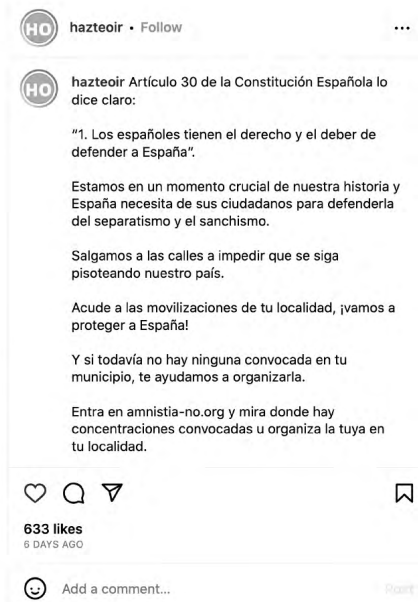 HO hazteoir • Follow ...
HO hazteoir Artículo 30 de la Constitución Española lo
dice claro:
"1. Los españoles tienen el derecho y el deber de
defender a España".
Estamos en un momento crucial de nuestra historia y
España necesita de sus ciudadanos para defenderla
del separatismo y el sanchismo.
Salgamos a las calles a impedir que se siga
pisoteando nuestro país.
Acude a las movilizaciones de tu localidad, ¡vamos a
proteger a España!
Y si todavía no hay ninguna convocada en tu
municipio, te ayudamos a organizarla.
Entra en amnistia-no.org y mira donde hay
concentraciones convocadas u organiza la tuya en
tu localidad.
633 likes
6 DAYS AGO
Add a comment... Post